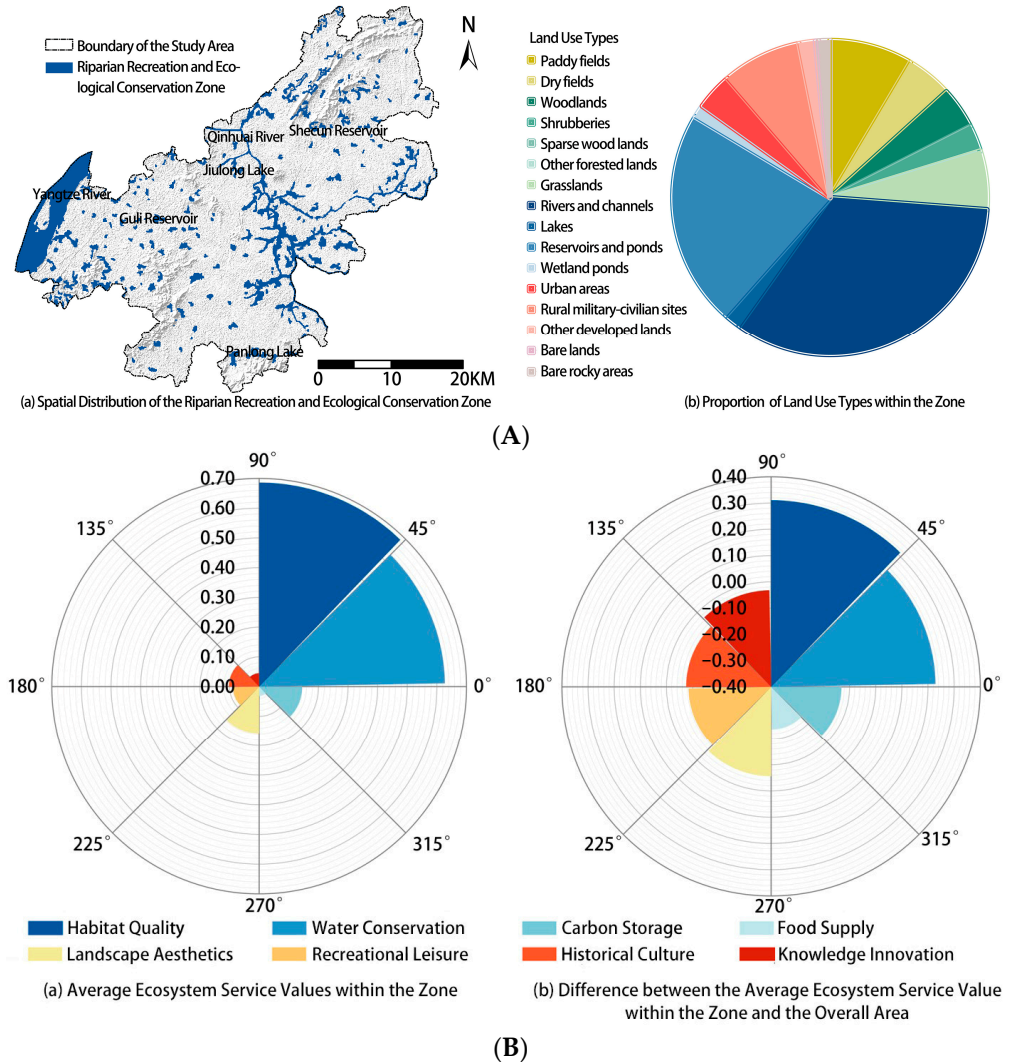 Boundary of the Study Area
Riparian Recreation and Eco-
logical Conservation Zone
N
Qinhuai River
Shecun Reservoir
Jiulong Lake
Yangtze River
Guli Reservoir
Panlong Lake
0 10 20KM
(a) Spatial Distribution of the Riparian Recreation and Ecological Conservation Zone
Land Use Types
Paddy fields
Dry fields
Woodlands
Shrubberies
Sparse wood lands
Other forested lands
Grasslands
Rivers and channels
Lakes
Reservoirs and ponds
Wetland ponds
Urban areas
Rural military-civilian sites
Other developed lands
Bare lands
Bare rocky areas
(b) Proportion of Land Use Types within the Zone
(A)
90°
0.70
0.60
0.50
0.40
0.30
0.20
0.10
0.00
135°
45°
180°
0°
225°
315°
270°
90°
0.40
0.30
0.20
0.10
0.00
−0.10
−0.20
−0.30
−0.40
135°
45°
180°
0°
225°
315°
270°
Habitat Quality
Water Conservation
Carbon Storage
Food Supply
Landscape Aesthetics
Recreational Leisure
Historical Culture
Knowledge Innovation
(a) Average Ecosystem Service Values within the Zone
(b) Difference between the Average Ecosystem Service Value
within the Zone and the Overall Area
(B)